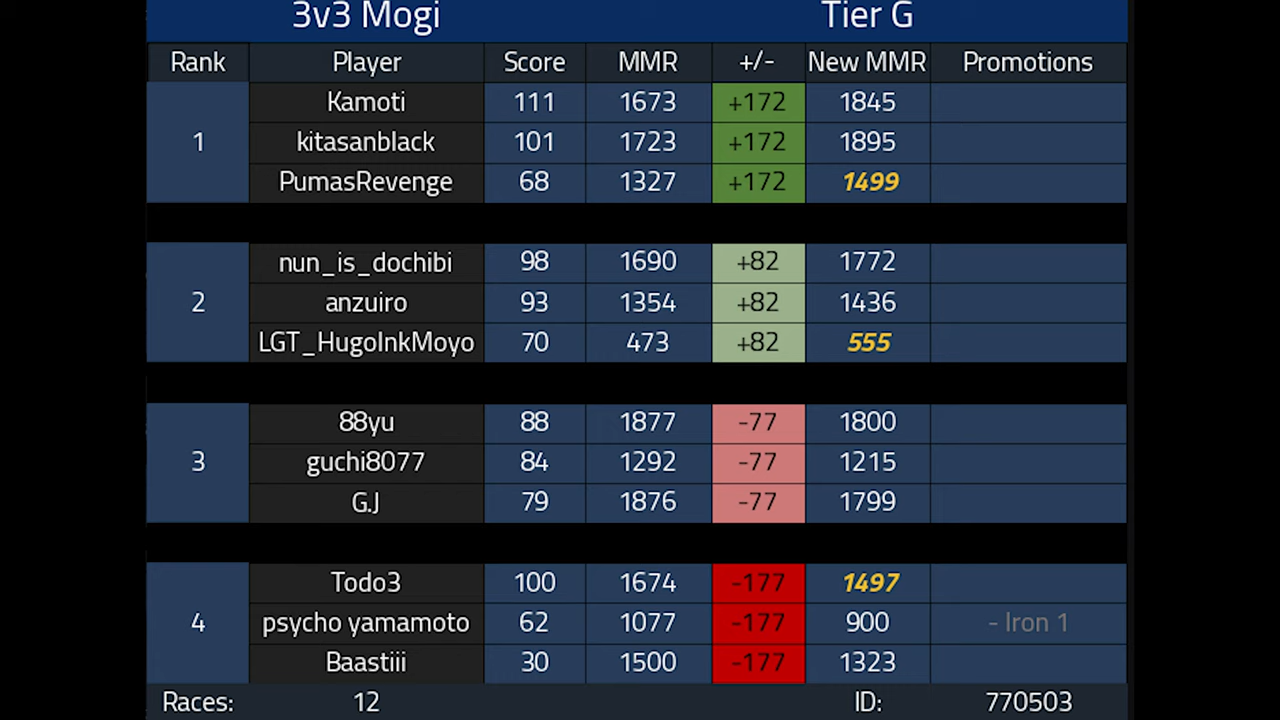 3v3 Mogi Tier G
Rank Player Score MMR +/- New MMR Promotions
1
Kamoti 111 1673 +172 1845
kitasanblack 101 1723 +172 1895
PumasRevenge 68 1327 +172 1499
2
nun_is_dochibi 98 1690 +82 1772
anzuiro 93 1354 +82 1436
LGT_HugoInkMoyo 70 473 +82 555
3
88yu 88 1877 -77 1800
guchi8077 84 1292 -77 1215
G.J 79 1876 -77 1799
4
Todo3 100 1674 -177 1497
psycho yamamoto 62 1077 -177 900 - Iron 1
Baastiii 30 1500 -177 1323
Races: 12 ID: 770503